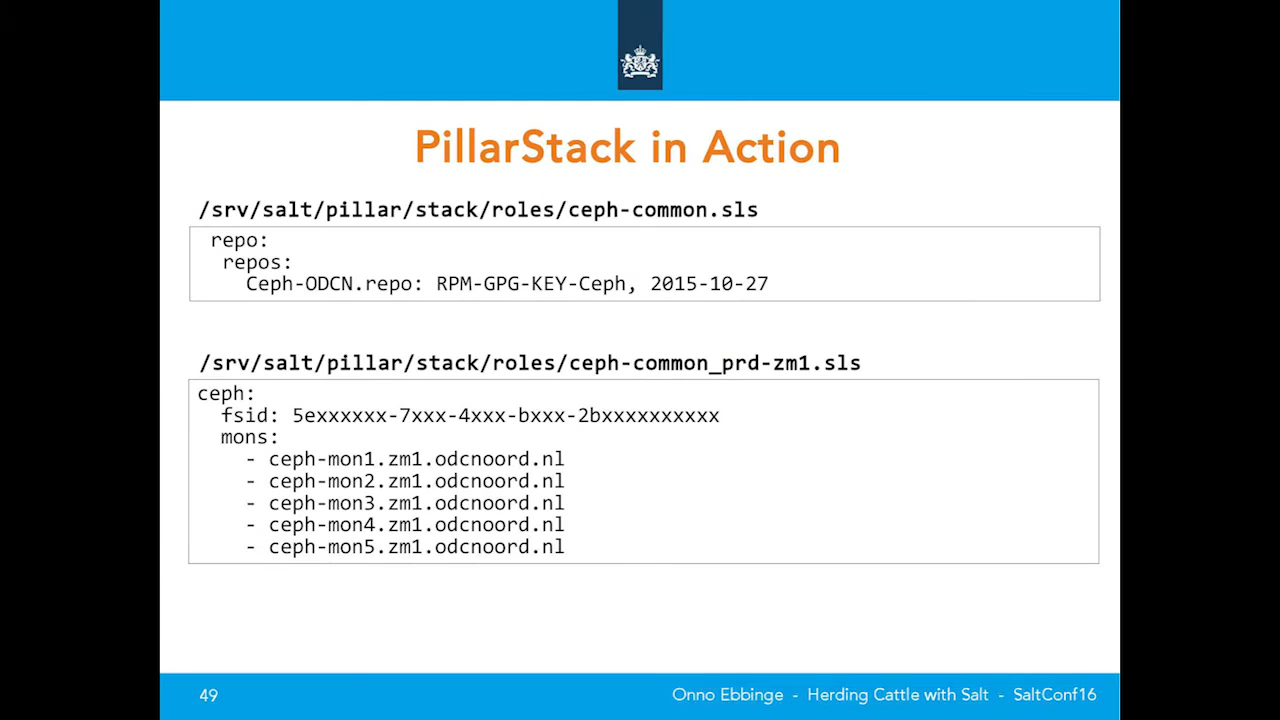 PillarStack in Action
/srv/salt/pillar/stack/roles/ceph-common.sls
repo:
repos:
Ceph-ODCN.repo: RPM-GPG-KEY-Ceph, 2015-10-27
/srv/salt/pillar/stack/roles/ceph-common_prd-zm1.sls
ceph:
fsid: 5exxxxxx-7xxx-4xxx-bxxx-2bxxxxxxxxxx
mons:
- ceph-mon1.zm1.odcnoord.nl
- ceph-mon2.zm1.odcnoord.nl
- ceph-mon3.zm1.odcnoord.nl
- ceph-mon4.zm1.odcnoord.nl
- ceph-mon5.zm1.odcnoord.nl
49
Onno Ebbinge - Herding Cattle with Salt - SaltConf16